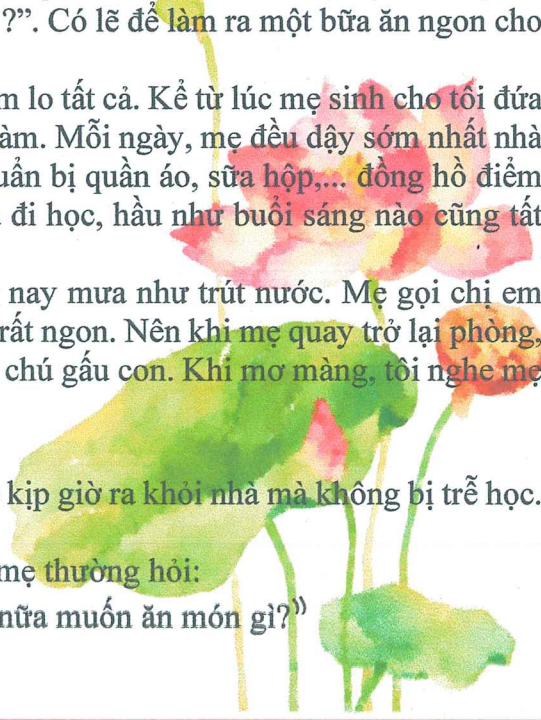 ?”. Có lẽ để làm ra một bữa ăn ngon cho
m lo tất cả. Kể từ lúc mẹ sinh cho tôi đứa
àm. Mỗi ngày, mẹ đều dậy sớm nhất nhà
uẩn bị quần áo, sữa hộp,... đồng hồ điểm
đi học, hầu như buổi sáng nào cũng tất
nay mưa như trút nước. Mẹ gọi chị em
rất ngon. Nên khi mẹ quay trở lại phòng,
chú gấu con. Khi mơ màng, tôi nghe mẹ
kịp giờ ra khỏi nhà mà không bị trễ học.
mẹ thường hỏi:
nữa muốn ăn món gì?”